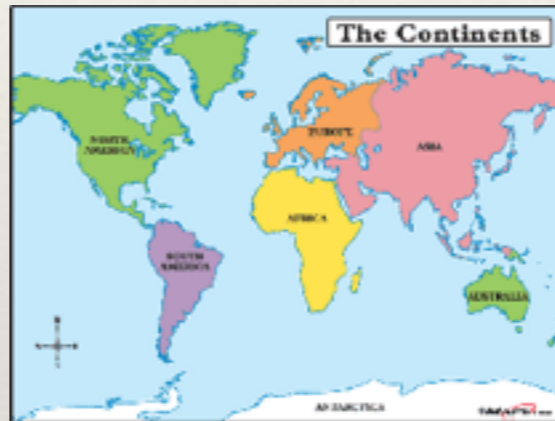 The Continents
NORTH
AMERICA
EUROPE
ASIA
AFRICA
SOUTH
AMERICA
AUSTRALIA
N
ANTARCTICA